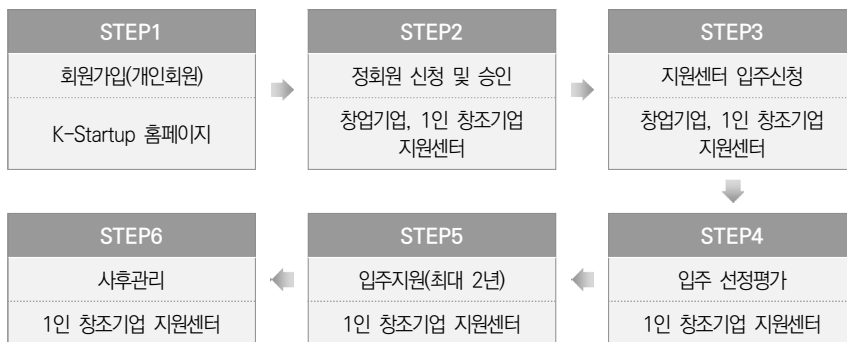 STEP1
회원가입(개인회원)
K-Startup 홈페이지
STEP2
정회원 신청 및 승인
창업기업, 1인 창조기업
지원센터
STEP3
지원센터 입주신청
창업기업, 1인 창조기업
지원센터
STEP4
입주 선정평가
1인 창조기업 지원센터
STEP5
입주지원(최대 2년)
1인 창조기업 지원센터
STEP6
사후관리
1인 창조기업 지원센터